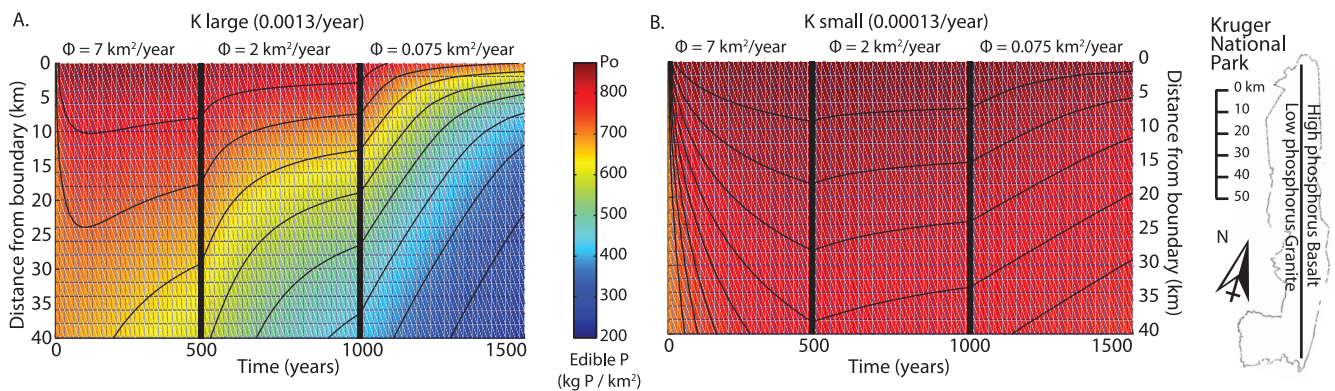 A.
K large (0.0013/year)
Φ = 7 km²/year
Φ = 2 km²/year
Φ = 0.075 km²/year
Distance from boundary (km)
0
5
10
15
20
25
30
35
40
0
500
1000
1500
Time (years)
Po
800
700
600
500
400
300
200
Edible P
(kg P / km²)
B.
K small (0.00013/year)
Φ = 7 km²/year
Φ = 2 km²/year
Φ = 0.075 km²/year
0
5
10
15
20
25
30
35
40
Distance from boundary (km)
0
500
1000
1500
Time (years)
Kruger
National
Park
0 km
10
20
30
40
50
N
High phosphorus Basalt
Low phosphorus Granite